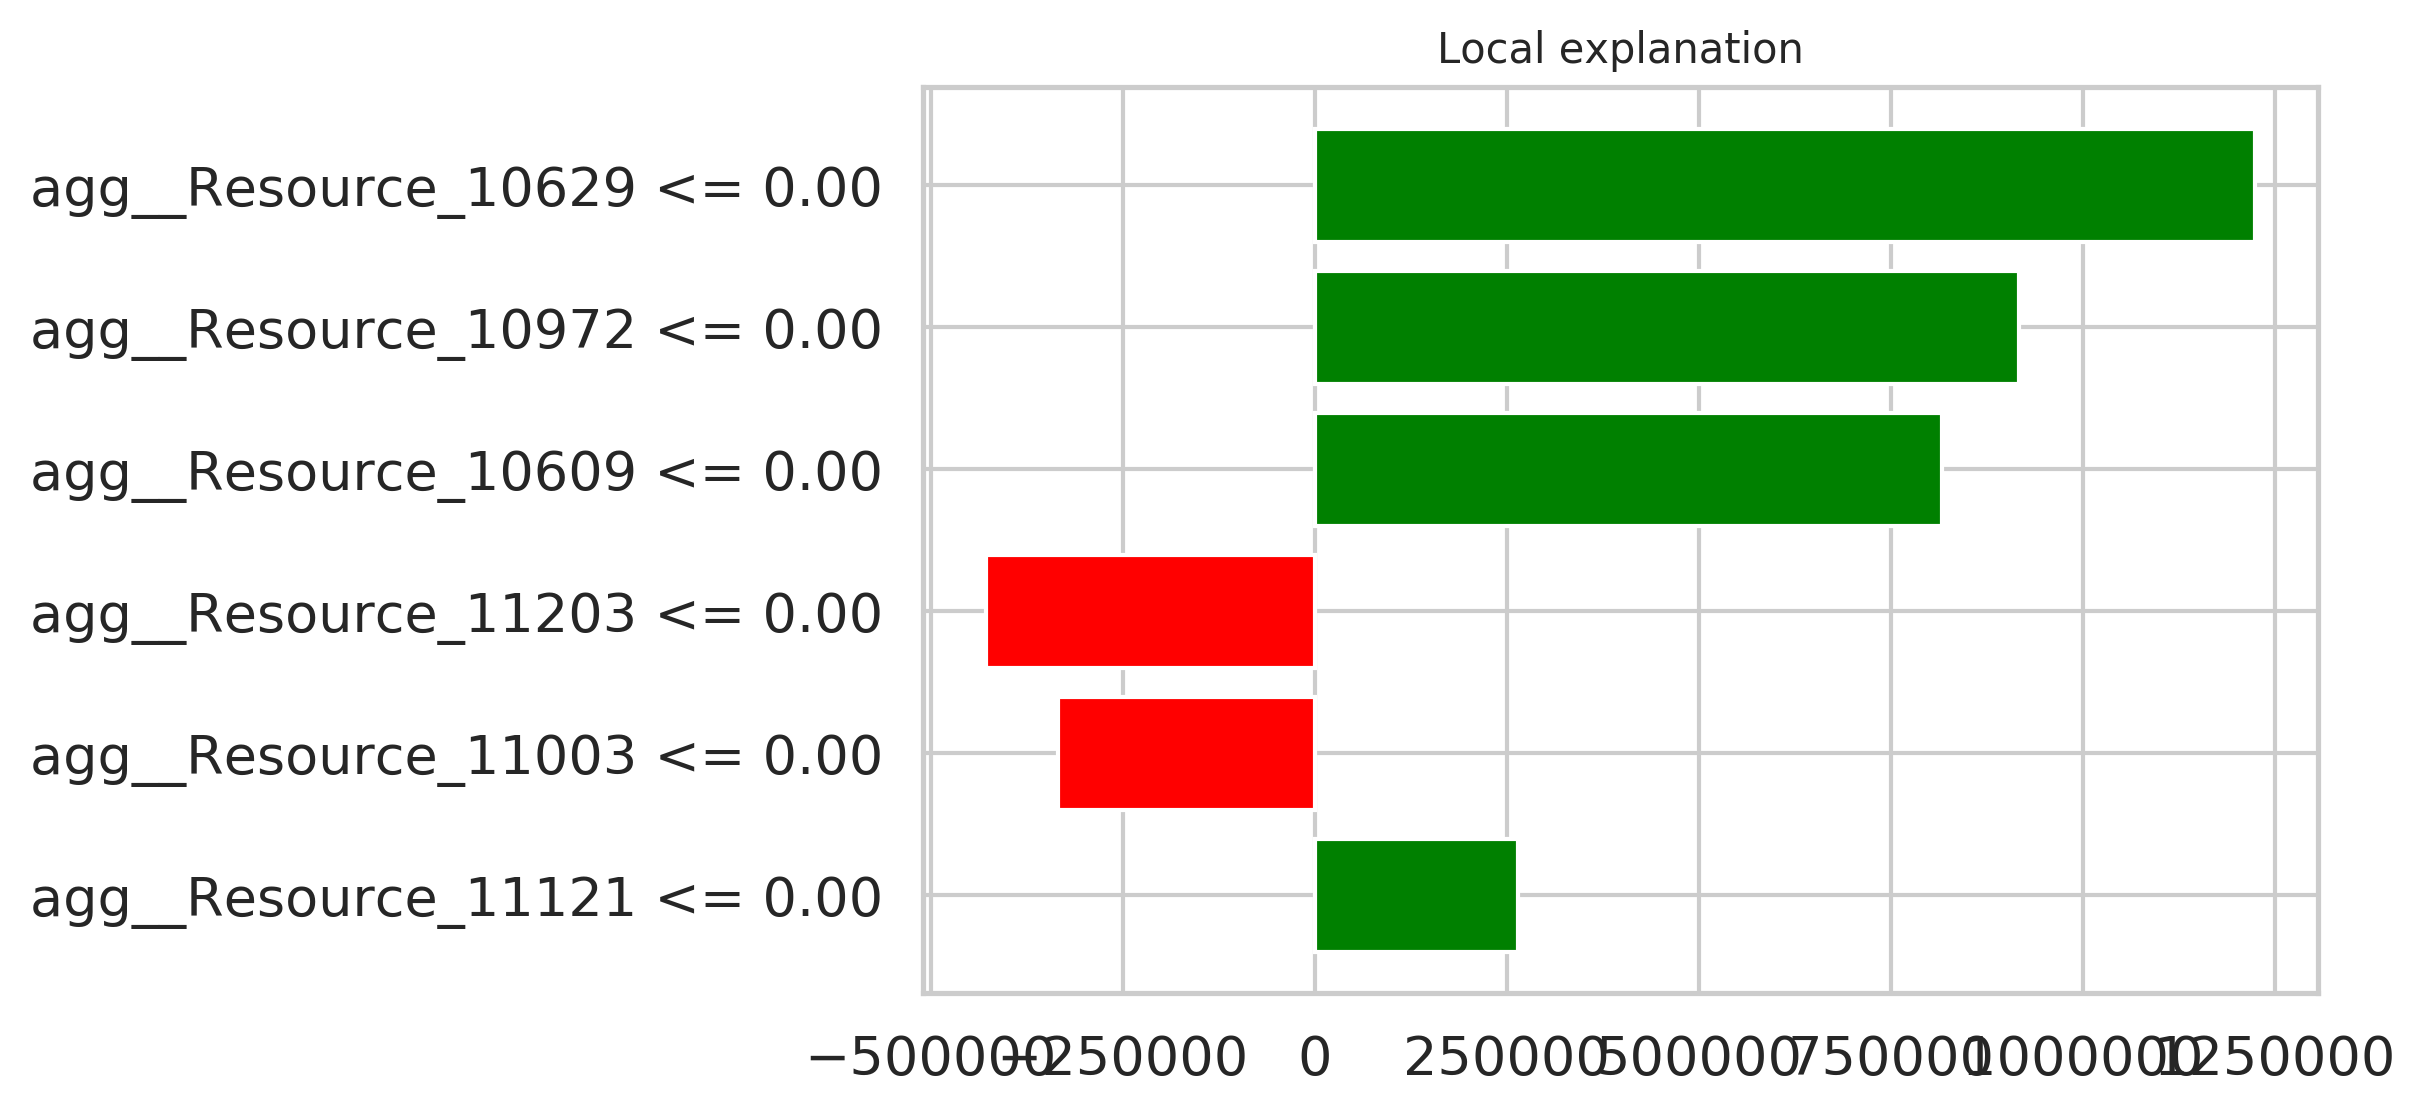 Local explanation
agg__Resource_10629 <= 0.00
agg__Resource_10972 <= 0.00
agg__Resource_10609 <= 0.00
agg__Resource_11203 <= 0.00
agg__Resource_11003 <= 0.00
agg__Resource_11121 <= 0.00
−500000 −250000 0 250000 500000 750000 1000000 1250000